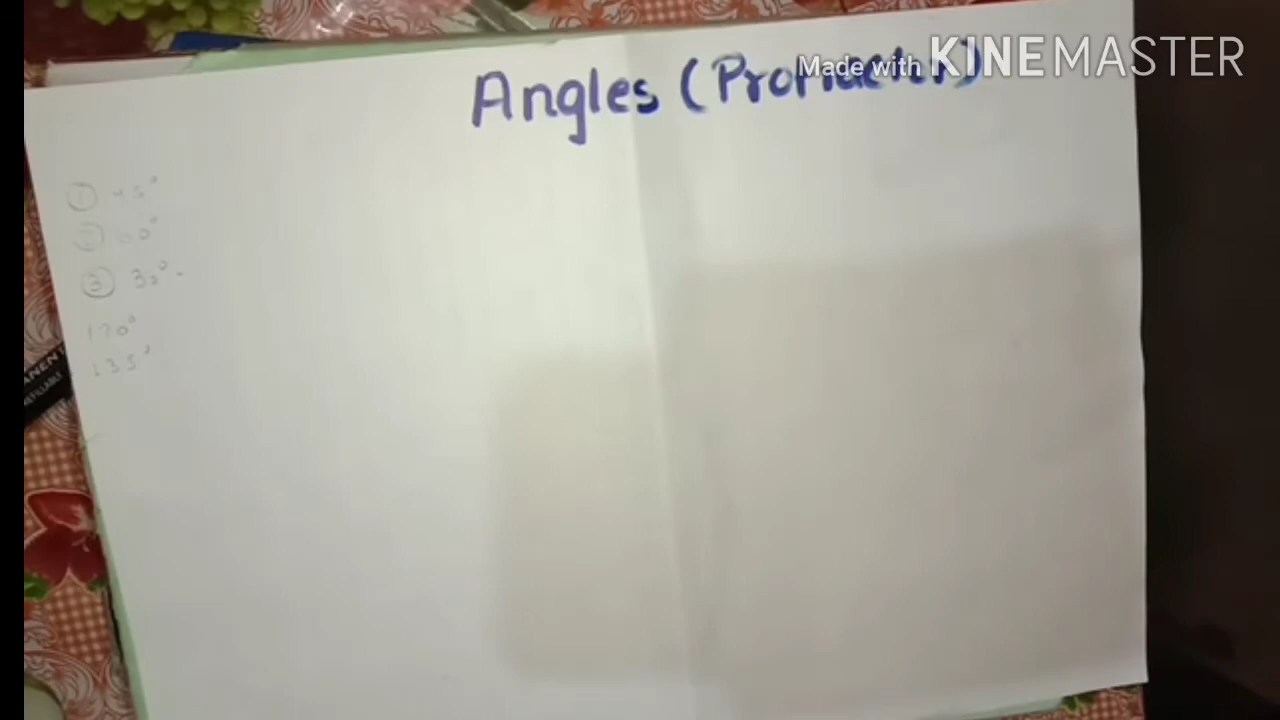 Angles (Protractor)
Made with KINEMASTER
① 45°
② 60°
③ 30°
120°
135°